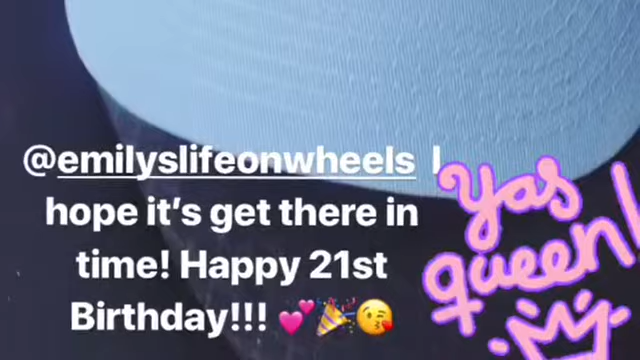 @emilyslifeonwheels I
hope it's get there in
time! Happy 21st
Birthday!!! 💕🎉😘
Yas
queen!